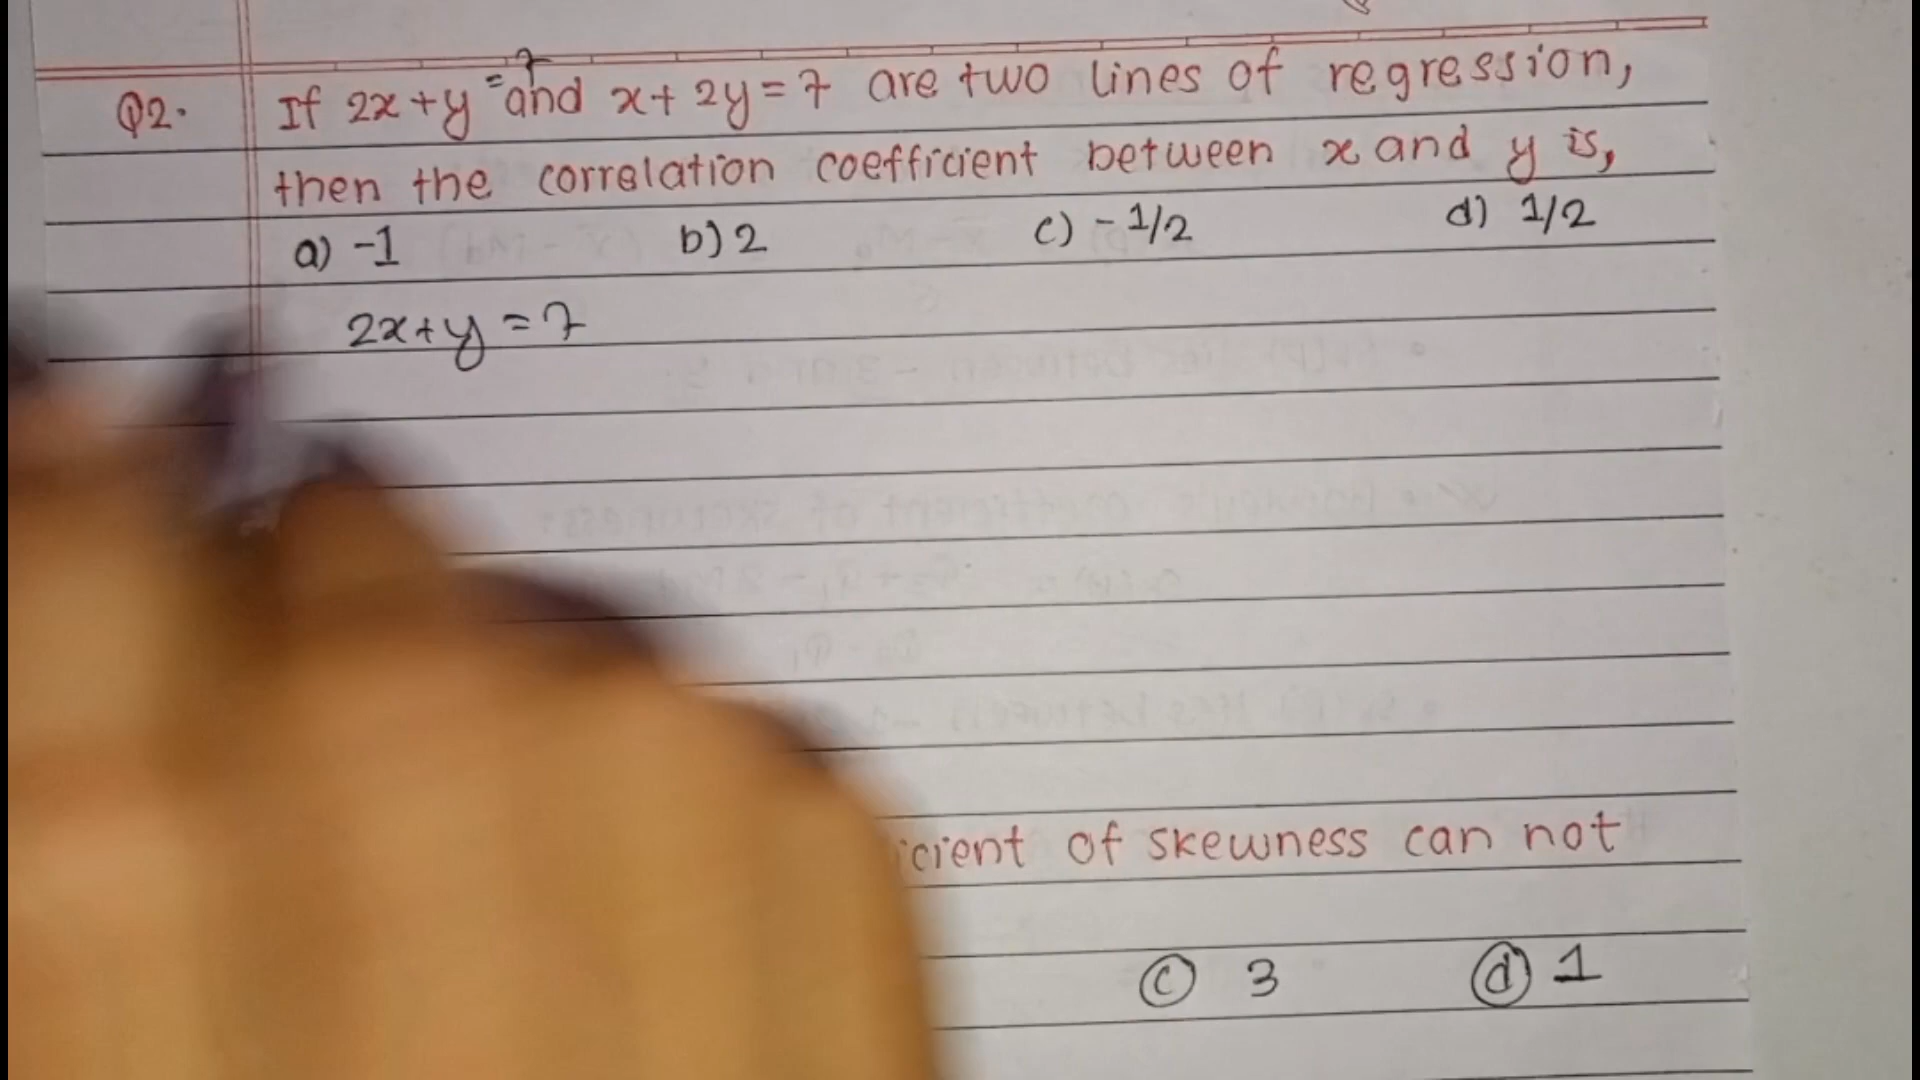 = 7
Q2. If 2x+y and x+ 2y = 7 are two lines of regression,
then the correlation coefficient between x and y is,
a) -1 b) 2 c) - 1/2 d) 1/2
2x+y = 7
icient of skewness can not
c 3 d 1